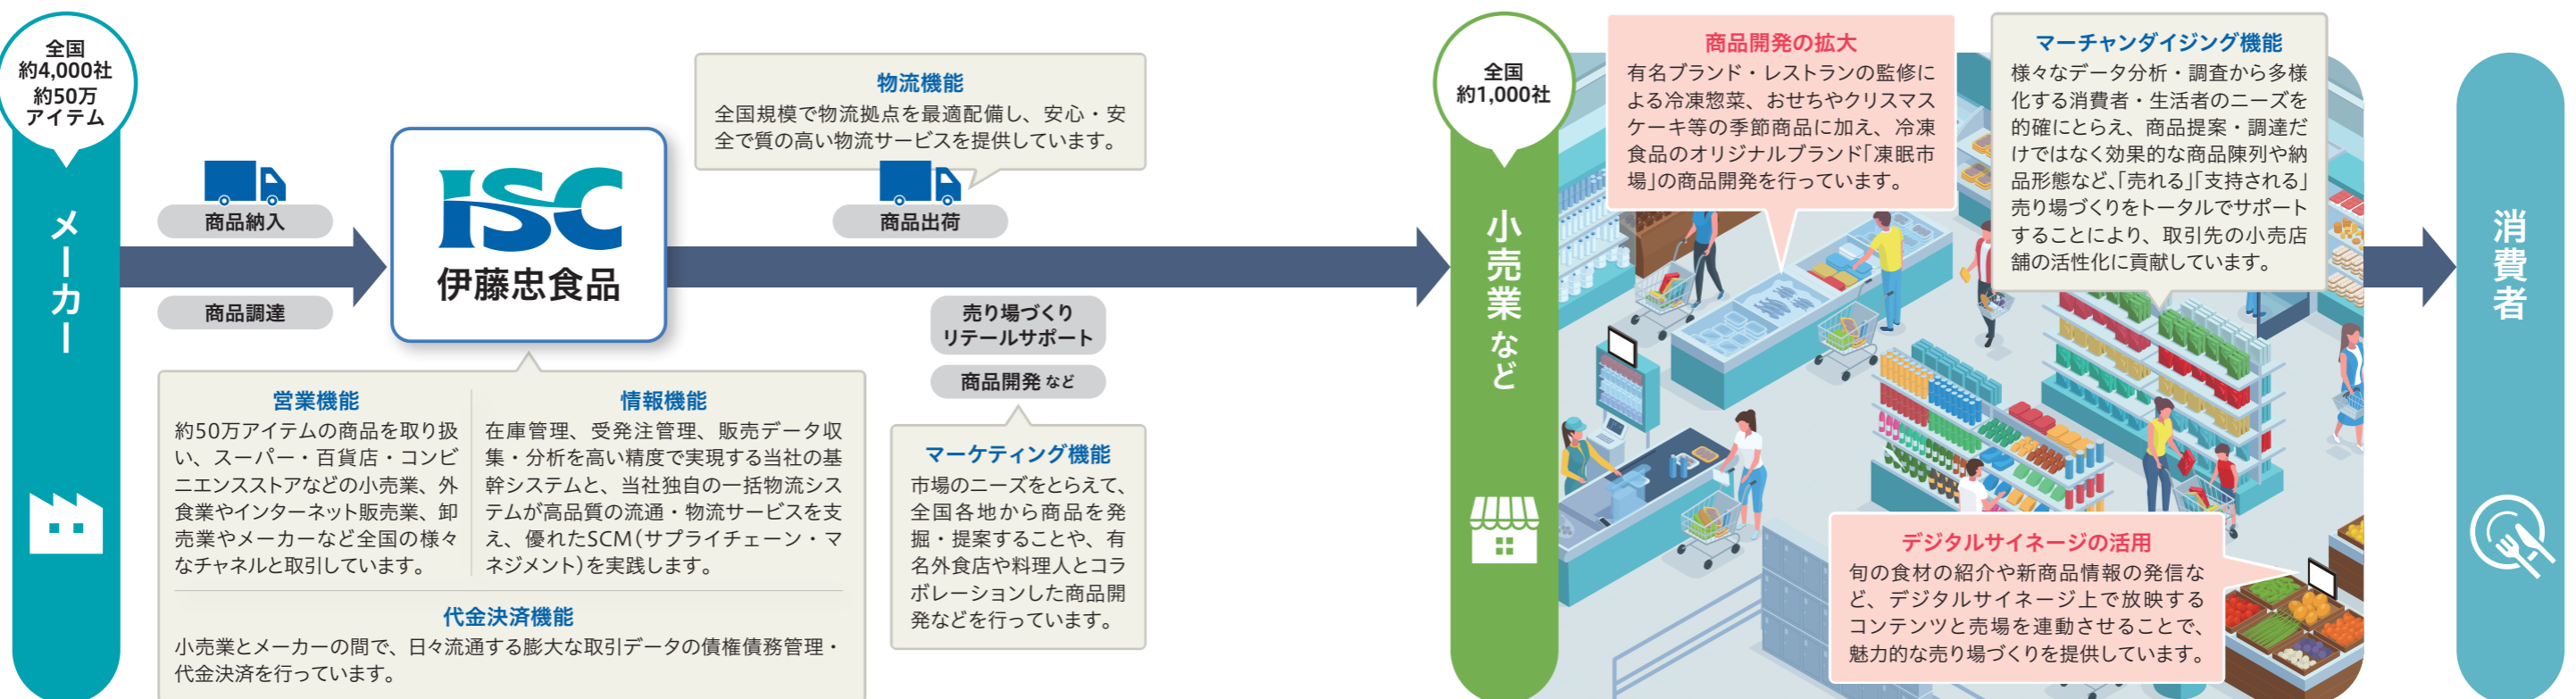 全国
約4,000社
約50万
アイテム
メーカー
商品納入
商品調達
ISC
伊藤忠食品
物流機能
全国規模で物流拠点を最適配備し、安心・安
全で質の高い物流サービスを提供しています。
商品出荷
売り場づくり
リテールサポート
商品開発 など
営業機能
約50万アイテムの商品を取り扱
い、スーパー・百貨店・コンビ
ニエンスストアなどの小売業、外
食業やインターネット販売業、卸
売業やメーカーなど全国の様々
なチャネルと取引しています。
情報機能
在庫管理、受発注管理、販売データ収
集・分析を高い精度で実現する当社の基
幹システムと、当社独自の一括物流シス
テムが高品質の流通・物流サービスを支
え、優れたSCM(サプライチェーン・マ
ネジメント)を実践します。
代金決済機能
小売業とメーカーの間で、日々流通する膨大な取引データの債権債務管理・
代金決済を行っています。
マーケティング機能
市場のニーズをとらえて、
全国各地から商品を発
掘・提案することや、有
名外食店や料理人とコラ
ボレーションした商品開
発などを行っています。
全国
約1,000社
小売業 など
商品開発の拡大
有名ブランド・レストランの監修に
よる冷凍惣菜、おせちやクリスマス
ケーキ等の季節商品に加え、冷凍
食品のオリジナルブランド「凍眠市
場」の商品開発を行っています。
マーチャンダイジング機能
様々なデータ分析・調査から多様
化する消費者・生活者のニーズを
的確にとらえ、商品提案・調達だ
けではなく効果的な商品陳列や納
品形態など、「売れる」「支持される」
売り場づくりをトータルでサポート
することにより、取引先の小売店
舗の活性化に貢献しています。
デジタルサイネージの活用
旬の食材の紹介や新商品情報の発信な
ど、デジタルサイネージ上で放映する
コンテンツと売場を連動させることで、
魅力的な売り場づくりを提供しています。
消費者